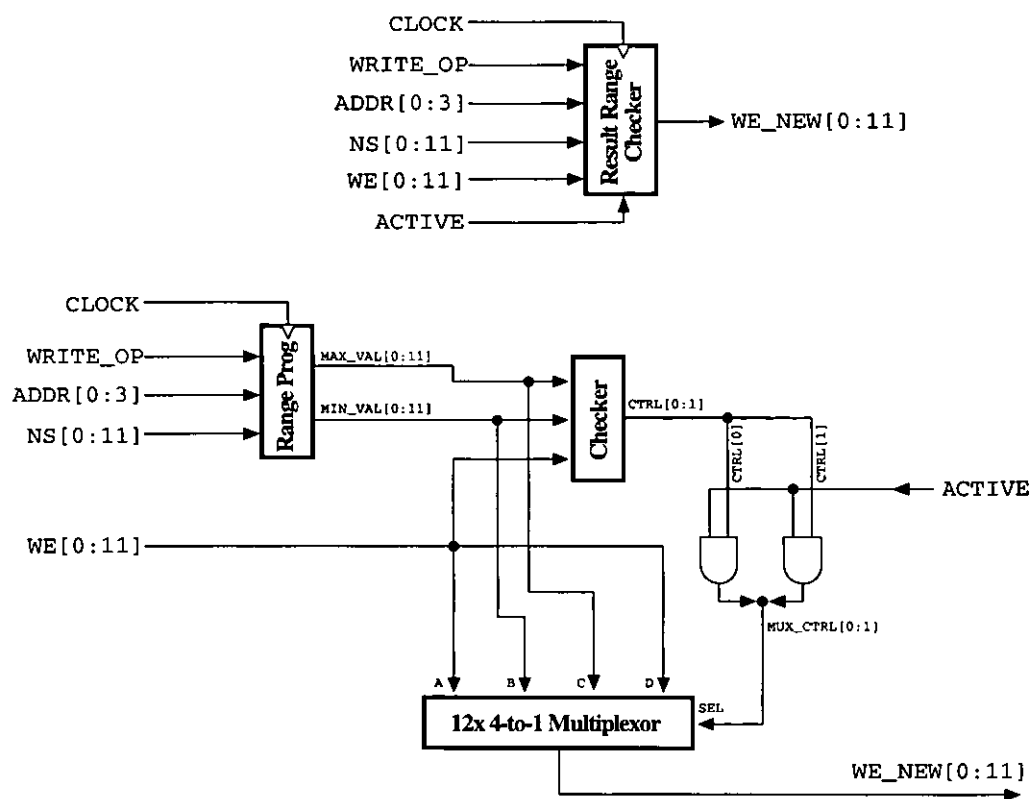 CLOCK
WRITE_OP
ADDR[0:3]
NS[0:11]
WE[0:11]
ACTIVE
Result Range
Checker
WE_NEW[0:11]
CLOCK
WRITE_OP
ADDR[0:3]
NS[0:11]
Range Prog
MAX_VAL[0:11]
MIN_VAL[0:11]
Checker
CTRL[0:1]
CTRL[0]
CTRL[1]
ACTIVE
WE[0:11]
MUX_CTRL[0:1]
A
B
C
D
SEL
12x 4-to-1 Multiplexor
WE_NEW[0:11]